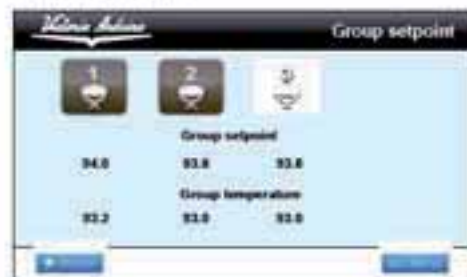 Victoria Arduino
Group setpoint
1 2 3
Group setpoint
94.0 93.8 93.8
Group temperature
93.2 93.0 93.0